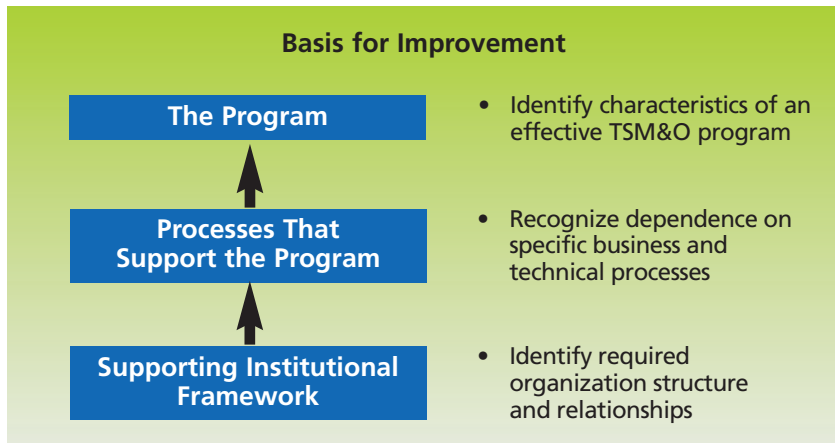 Basis for Improvement
The Program
• Identify characteristics of an
effective TSM&O program
Processes That
Support the Program
• Recognize dependence on
specific business and
technical processes
Supporting Institutional
Framework
• Identify required
organization structure
and relationships